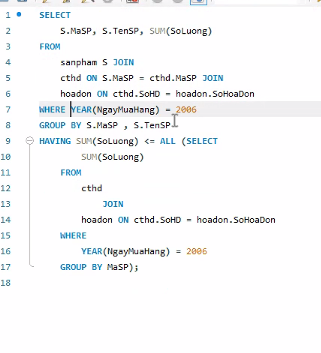 1 SELECT
2 S.MaSP, S.TenSP, SUM(SoLuong)
3 FROM
4 sanpham S JOIN
5 cthd ON S.MaSP = cthd.MaSP JOIN
6 hoadon ON cthd.SoHD = hoadon.SoHoaDon
7 WHERE YEAR(NgayMuaHang) = 2006
8 GROUP BY S.MaSP , S.TenSP
9 HAVING SUM(SoLuong) <= ALL (SELECT
10 SUM(SoLuong)
11 FROM
12 cthd
13 JOIN
14 hoadon ON cthd.SoHD = hoadon.SoHoaDon
15 WHERE
16 YEAR(NgayMuaHang) = 2006
17 GROUP BY MaSP);
18